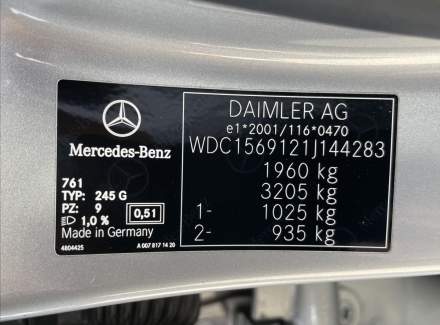 DAIMLER AG
e1*2001/116*0470
WDC1569121J144283
1960 kg
3205 kg
1- 1025 kg
2- 935 kg
Mercedes-Benz
761
TYP: 245 G
PZ: 9
1,0 % 0,51
Made in Germany
4804425 A 007 817 14 20